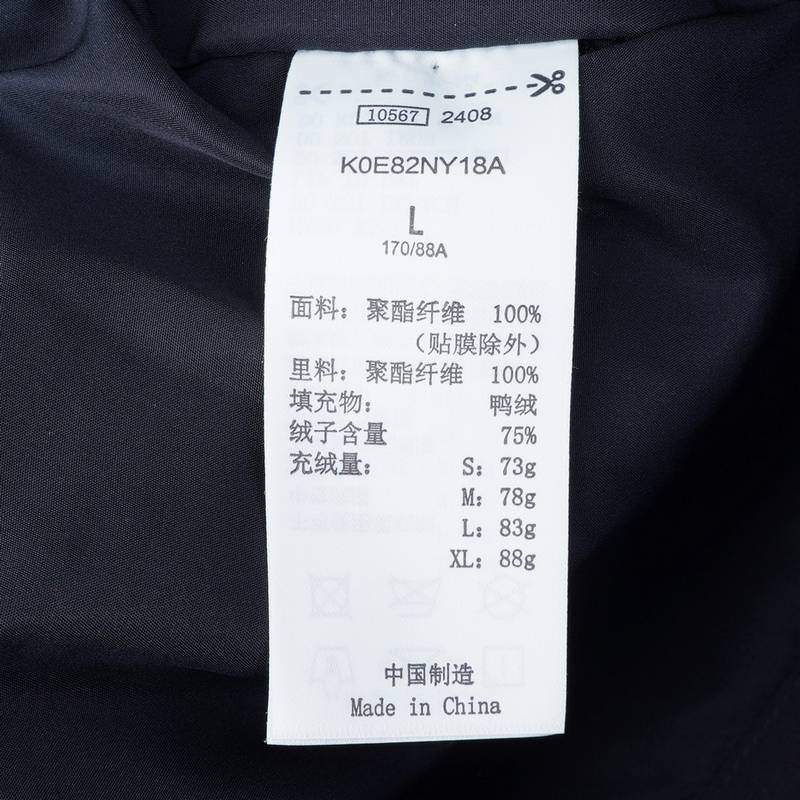 10567 2408
K0E82NY18A
L
170/88A
面料：聚酯纤维 100%
（贴膜除外）
里料：聚酯纤维 100%
填充物： 鸭绒
绒子含量 75%
充绒量： S：73g
M：78g
L：83g
XL：88g
中国制造
Made in China